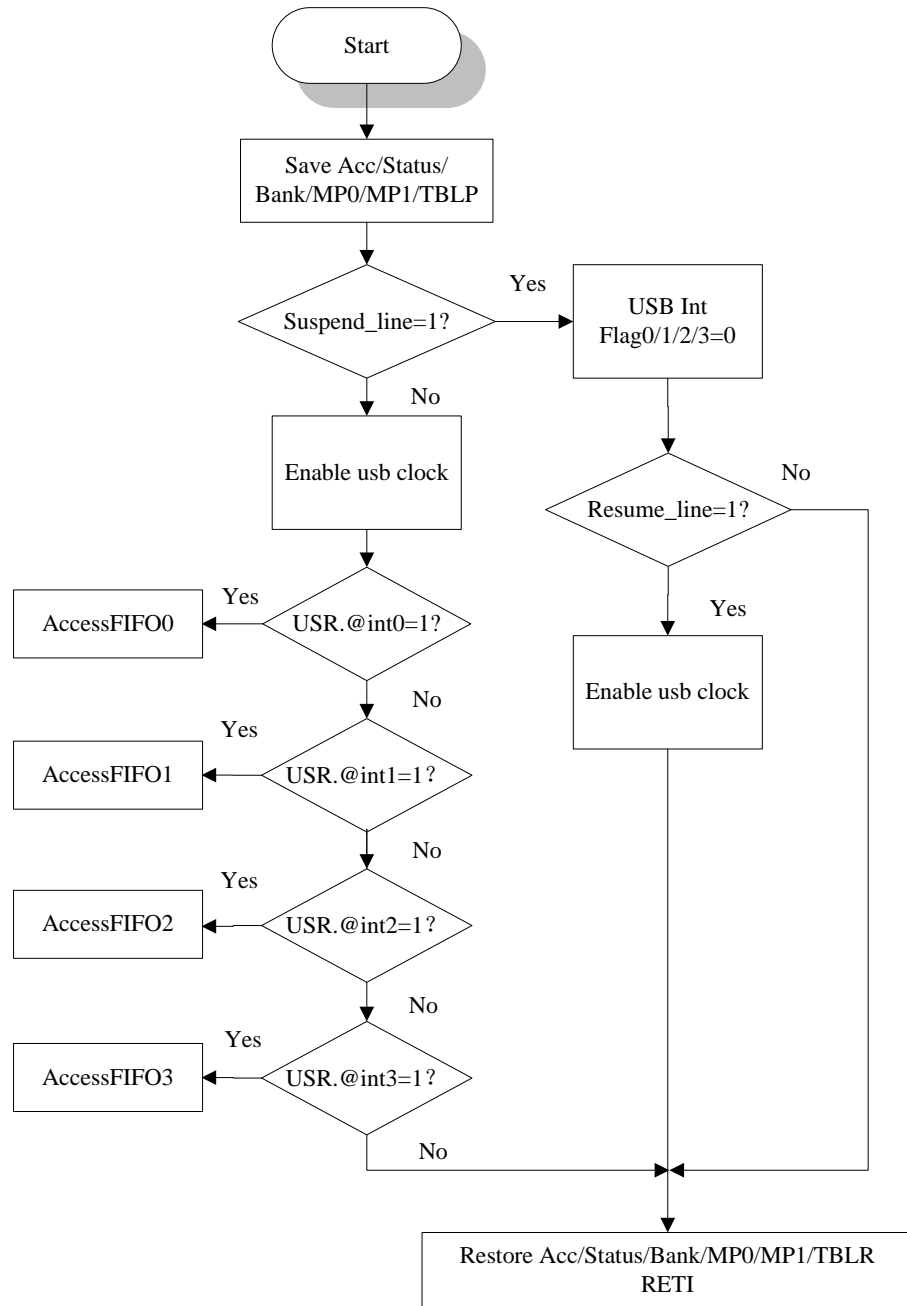 Start
Save Acc/Status/
Bank/MP0/MP1/TBLP
Suspend_line=1?
Yes
USB Int
Flag0/1/2/3=0
No
Enable usb clock
Resume_line=1?
No
Yes
Enable usb clock
USR.@int0=1?
Yes
AccessFIFO0
No
USR.@int1=1?
Yes
AccessFIFO1
No
USR.@int2=1?
Yes
AccessFIFO2
No
USR.@int3=1?
Yes
AccessFIFO3
No
Restore Acc/Status/Bank/MP0/MP1/TBLR
RETI